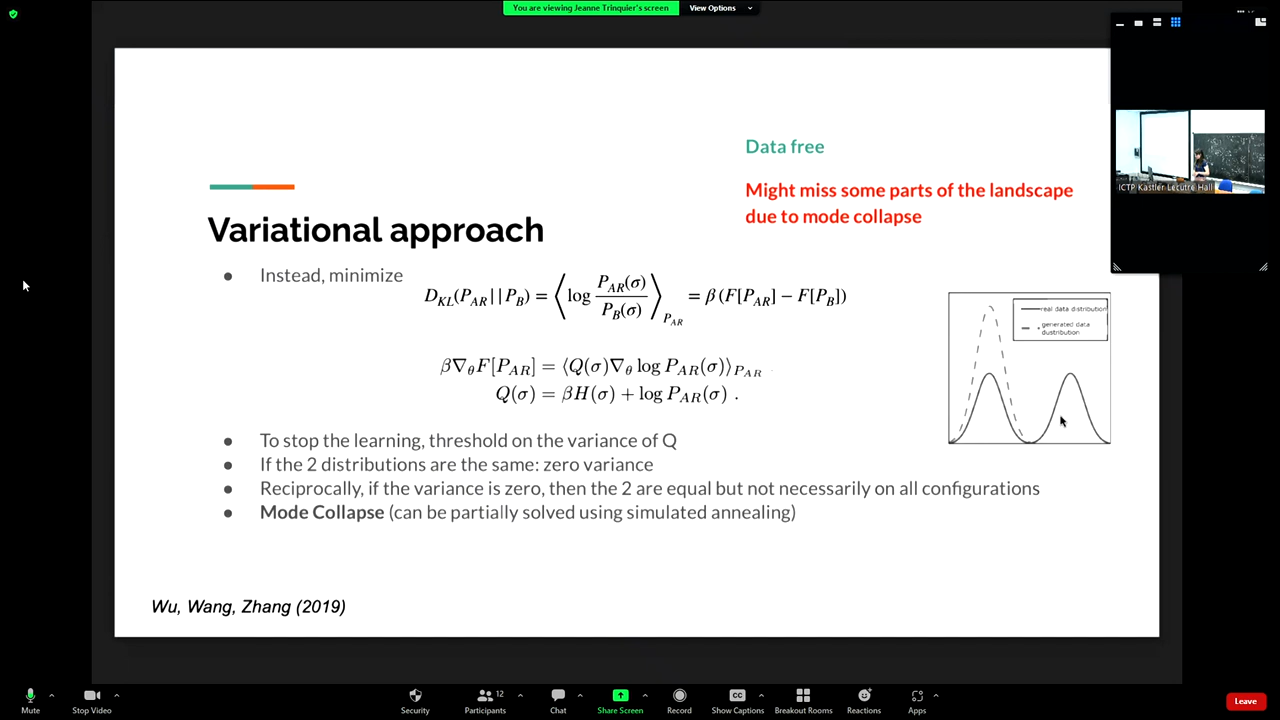 You are viewing Jeanne Trinquier's screen View Options
Data free
Might miss some parts of the landscape
due to mode collapse
ICTP Kastler Lecutre Hall
Variational approach
● Instead, minimize
D_KL(P_AR||P_B) = ⟨log P_AR(σ)/P_B(σ)⟩_P_AR = β(F[P_AR] − F[P_B])
β∇_θF[P_AR] = ⟨Q(σ)∇_θ log P_AR(σ)⟩_P_AR
Q(σ) = βH(σ) + log P_AR(σ) .
real data distribution
generated data
dustribution
● To stop the learning, threshold on the variance of Q
● If the 2 distributions are the same: zero variance
● Reciprocally, if the variance is zero, then the 2 are equal but not necessarily on all configurations
● Mode Collapse (can be partially solved using simulated annealing)
Wu, Wang, Zhang (2019)
12
Mute Stop Video Security Participants Chat Share Screen Record Show Captions Breakout Rooms Reactions Apps Leave